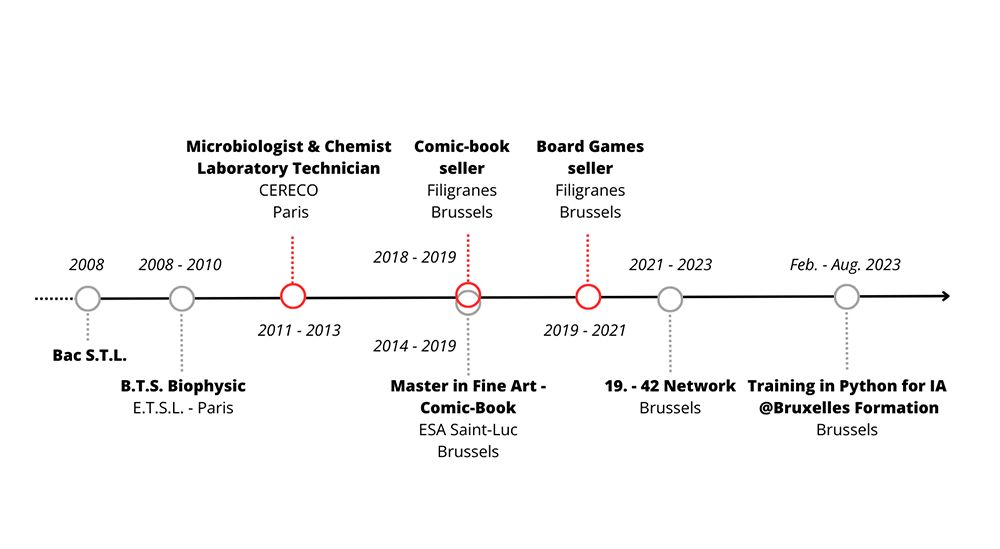 Microbiologist & Chemist
Laboratory Technician
CERECO
Paris
Comic-book
seller
Filigranes
Brussels
Board Games
seller
Filigranes
Brussels
2008
2008 - 2010
2018 - 2019
2021 - 2023
Feb. - Aug. 2023
2011 - 2013
2014 - 2019
2019 - 2021
Bac S.T.L.
B.T.S. Biophysic
E.T.S.L. - Paris
Master in Fine Art -
Comic-Book
ESA Saint-Luc
Brussels
19. - 42 Network
Brussels
Training in Python for IA
@Bruxelles Formation
Brussels